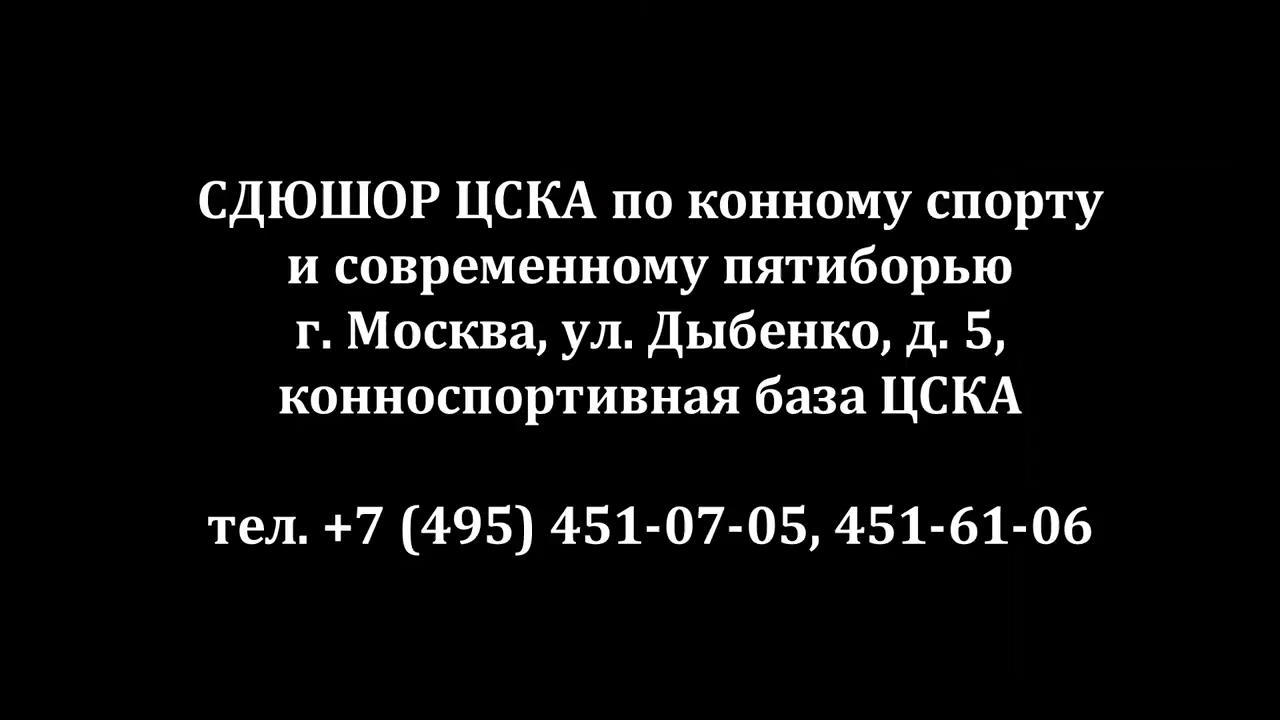 СДЮШОР ЦСКА по конному спорту
и современному пятиборью
г. Москва, ул. Дыбенко, д. 5,
конноспортивная база ЦСКА
тел. +7 (495) 451-07-05, 451-61-06